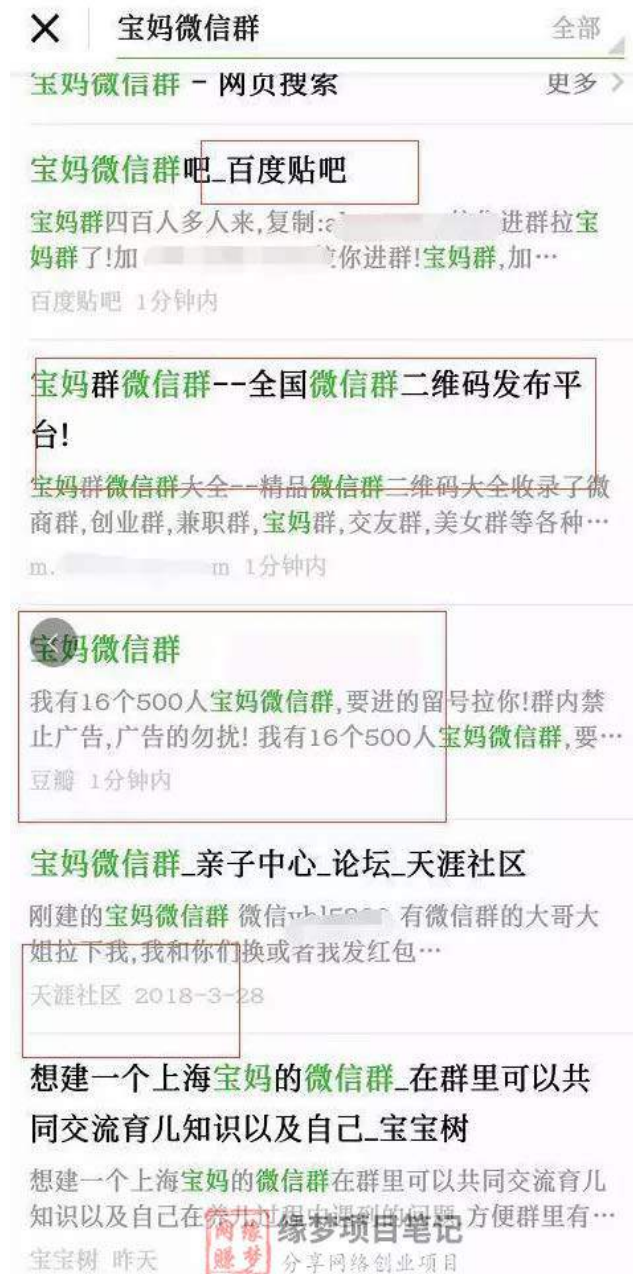 宝妈微信群 全部
宝妈微信群 - 网页搜索 更多
宝妈微信群吧_百度贴吧
宝妈群四百人多人来,复制:a 进群拉宝
妈群了!加 你进群!宝妈群,加…
百度贴吧 1分钟内
宝妈群微信群--全国微信群二维码发布平
台!
宝妈群微信群大全--精品微信群二维码大全收录了微
商群,创业群,兼职群,宝妈群,交友群,美女群等各种…
m. m 1分钟内
宝妈微信群
我有16个500人宝妈微信群,要进的留号拉你!群内禁
止广告,广告的勿扰! 我有16个500人宝妈微信群,要…
豆瓣 1分钟内
宝妈微信群_亲子中心_论坛_天涯社区
刚建的宝妈微信群 微信 有微信群的大哥大
姐拉下我,我和你们换或者我发红包…
天涯社区 2018-3-28
想建一个上海宝妈的微信群_在群里可以共
同交流育儿知识以及自己_宝宝树
想建一个上海宝妈的微信群在群里可以共同交流育儿
知识以及自己在养儿过程中遇到的问题,方便群里有…
缘梦项目笔记
宝宝树 昨天
分享网络创业项目